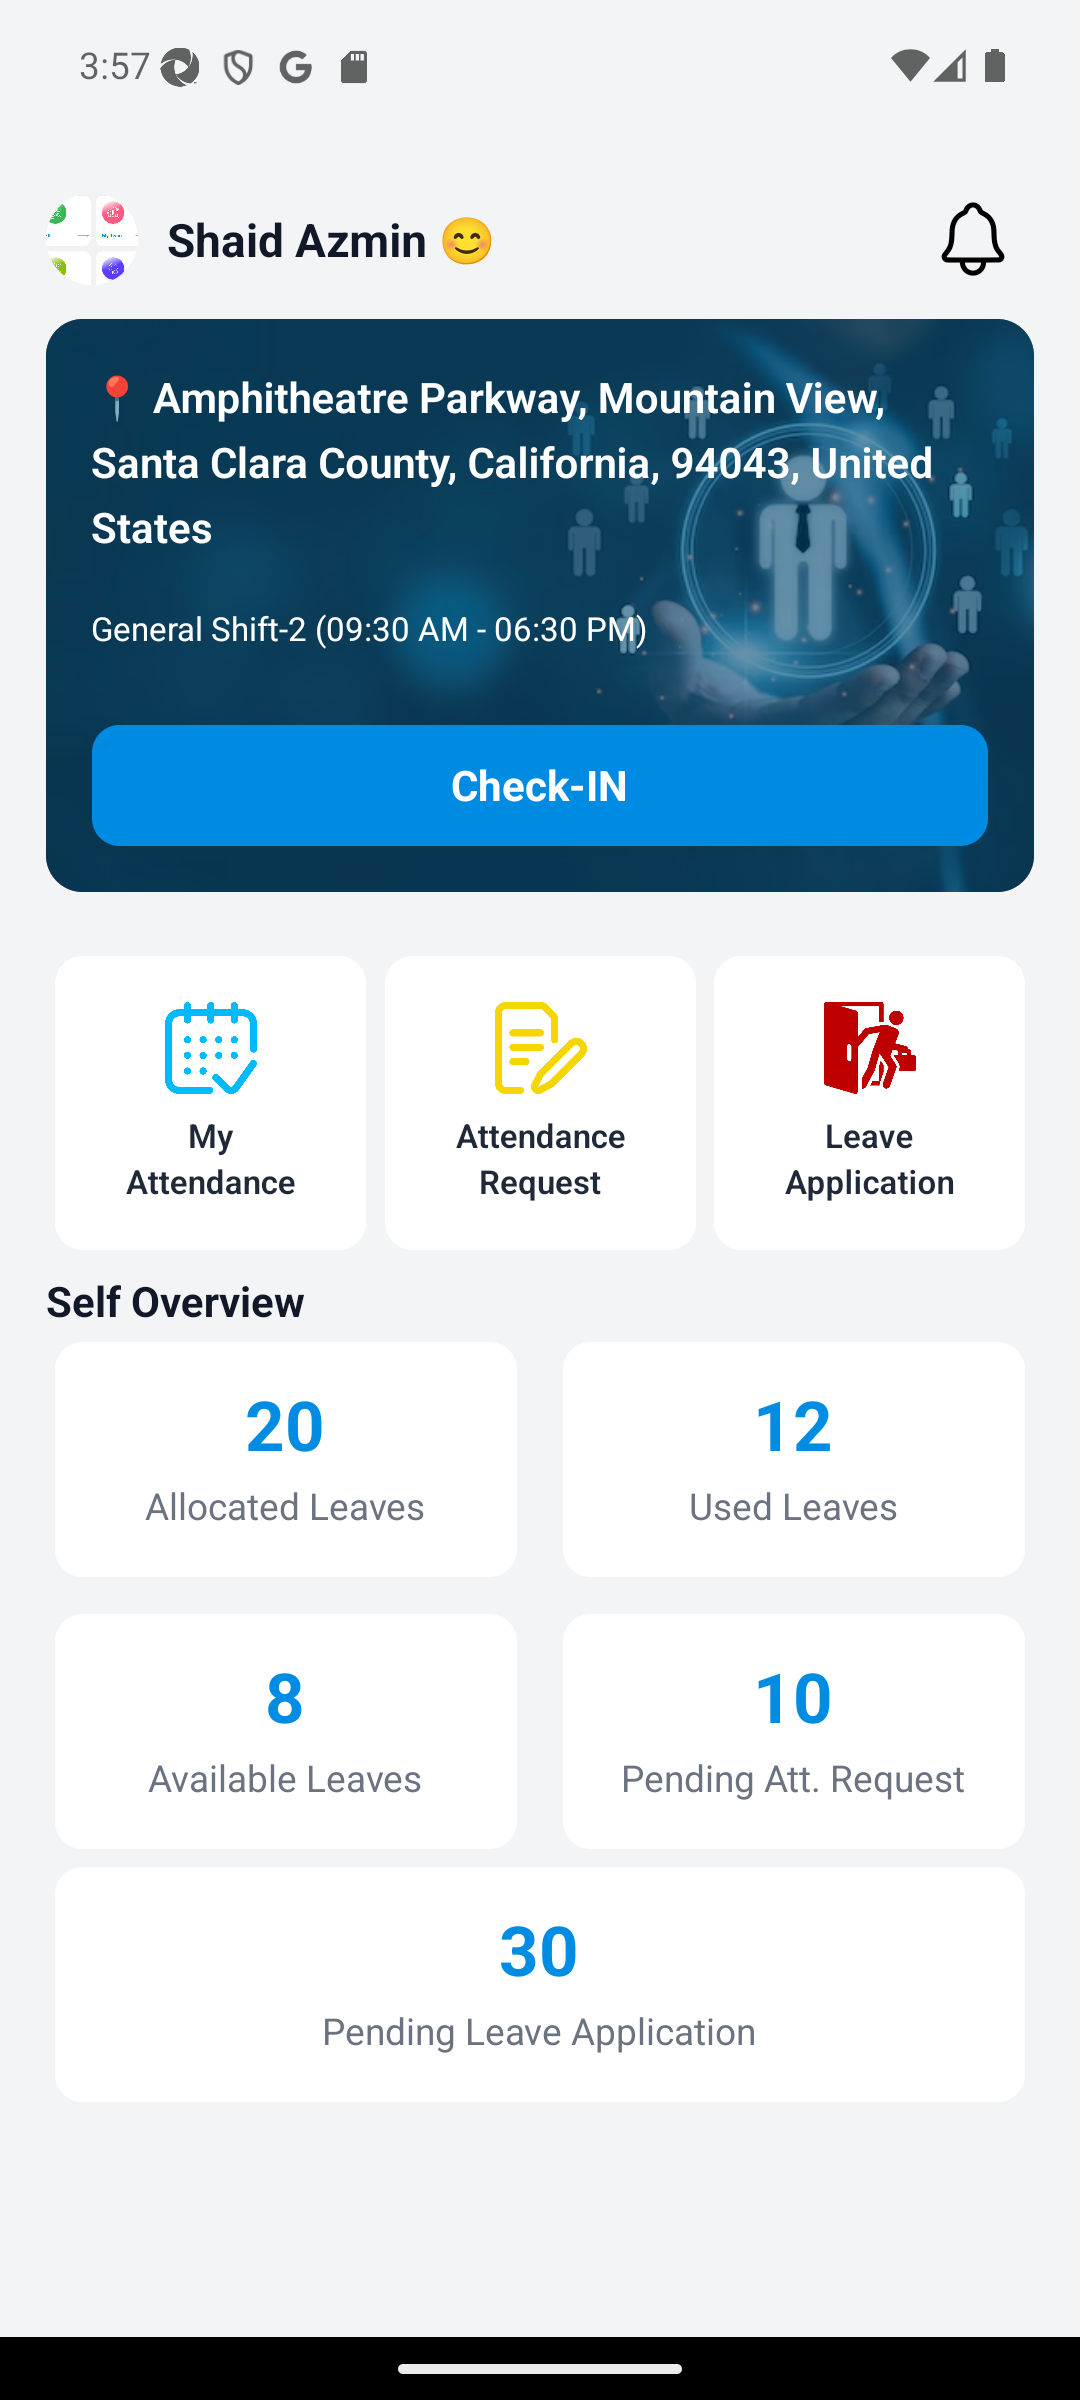 3:57
Shaid Azmin 😊
📍 Amphitheatre Parkway, Mountain View,
Santa Clara County, California, 94043, United
States
General Shift-2 (09:30 AM - 06:30 PM)
Check-IN
My
Attendance
Attendance
Request
Leave
Application
Self Overview
20
Allocated Leaves
12
Used Leaves
8
Available Leaves
10
Pending Att. Request
30
Pending Leave Application